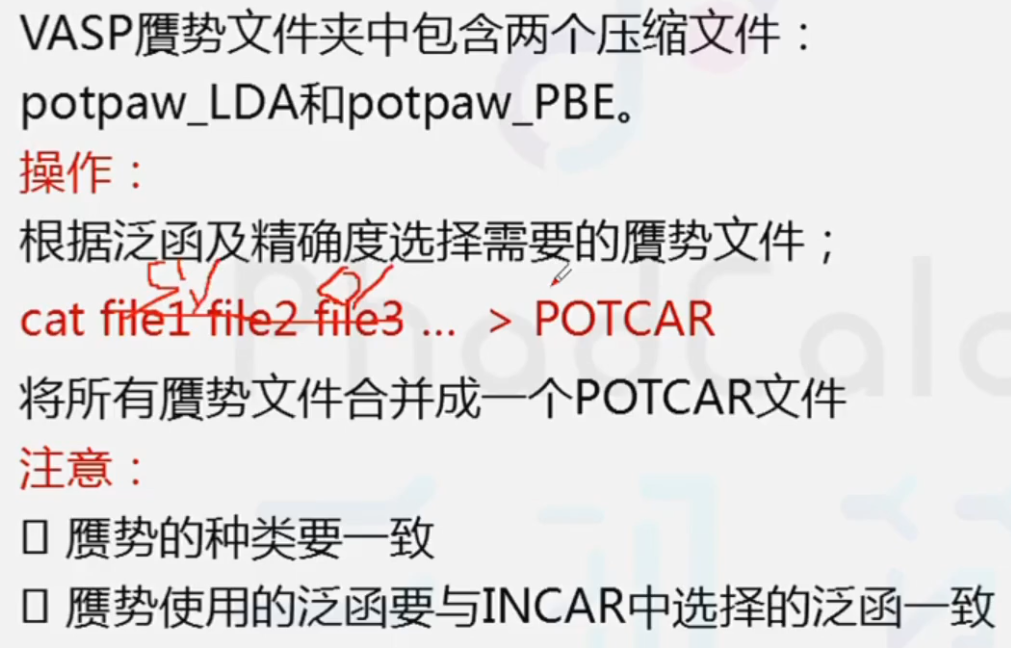 VASP贋势文件夹中包含两个压缩文件：
potpaw_LDA和potpaw_PBE。
操作：
根据泛函及精确度选择需要的贋势文件；
cat file1 file2 file3 ... > POTCAR
将所有贋势文件合并成一个POTCAR文件
注意：
贋势的种类要一致
贋势使用的泛函要与INCAR中选择的泛函一致